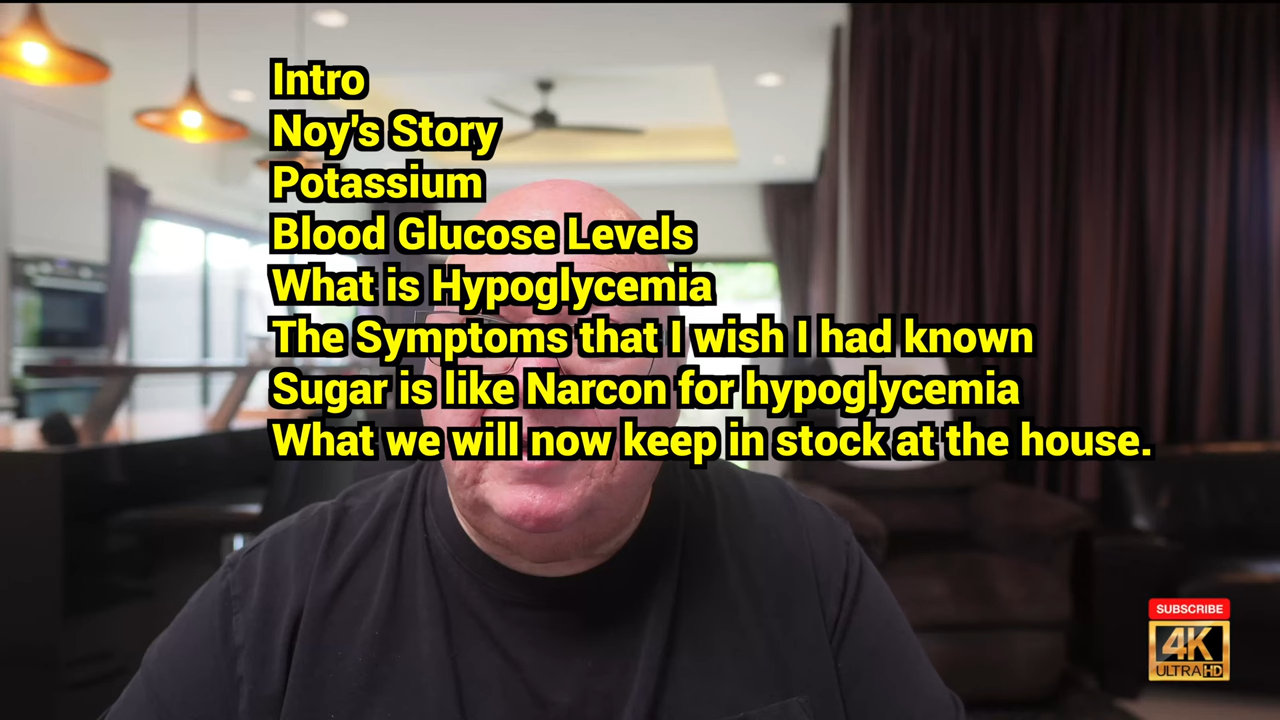 Intro
Noy's Story
Potassium
Blood Glucose Levels
What is Hypoglycemia
The Symptoms that I wish I had known
Sugar is like Narcon for hypoglycemia
What we will now keep in stock at the house.
SUBSCRIBE
4K
ULTRA HD